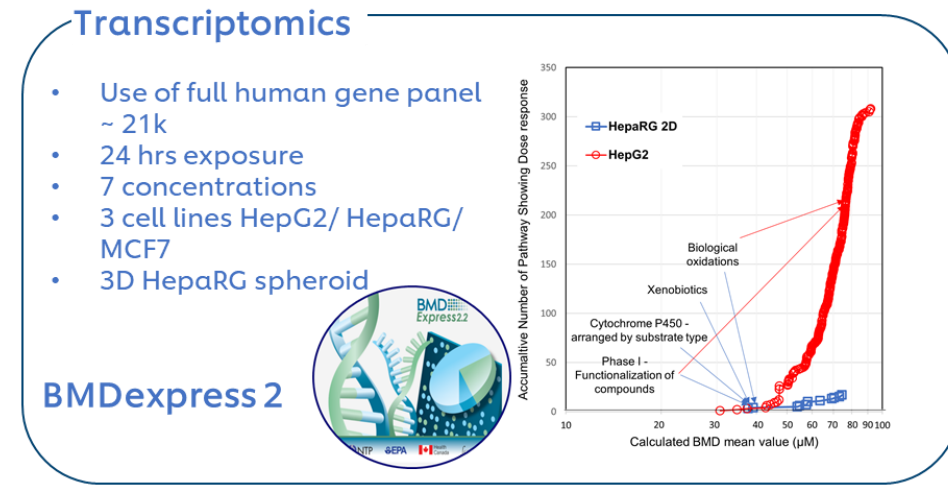 Transcriptomics
• Use of full human gene panel
~ 21k
• 24 hrs exposure
• 7 concentrations
• 3 cell lines HepG2/ HepaRG/
MCF7
• 3D HepaRG spheroid
BMDexpress 2
BMD
Express2.2
NTP
EPA
Health
Canada
Accumaltive Number of Pathway Showing Dose response
350
300
250
200
150
100
50
0
HepaRG 2D
HepG2
Biological
oxidations
Xenobiotics
Cytochrome P450 -
arranged by substrate type
Phase I -
Functionalization of
compounds
10 20 30 40 50 60 70 80 90 100
Calculated BMD mean value (μM)